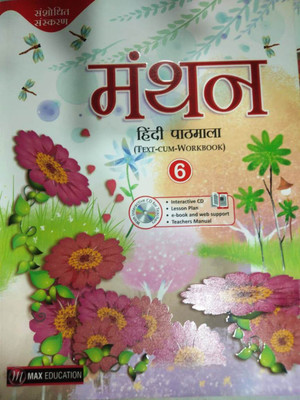 संशोधित
संस्करण
मंथन
हिंदी पाठमाला
(TEXT-CUM-WORKBOOK)
6
• Interactive CD
• Lesson Plan
• e-book and web support
• Teachers Manual
MAX EDUCATION